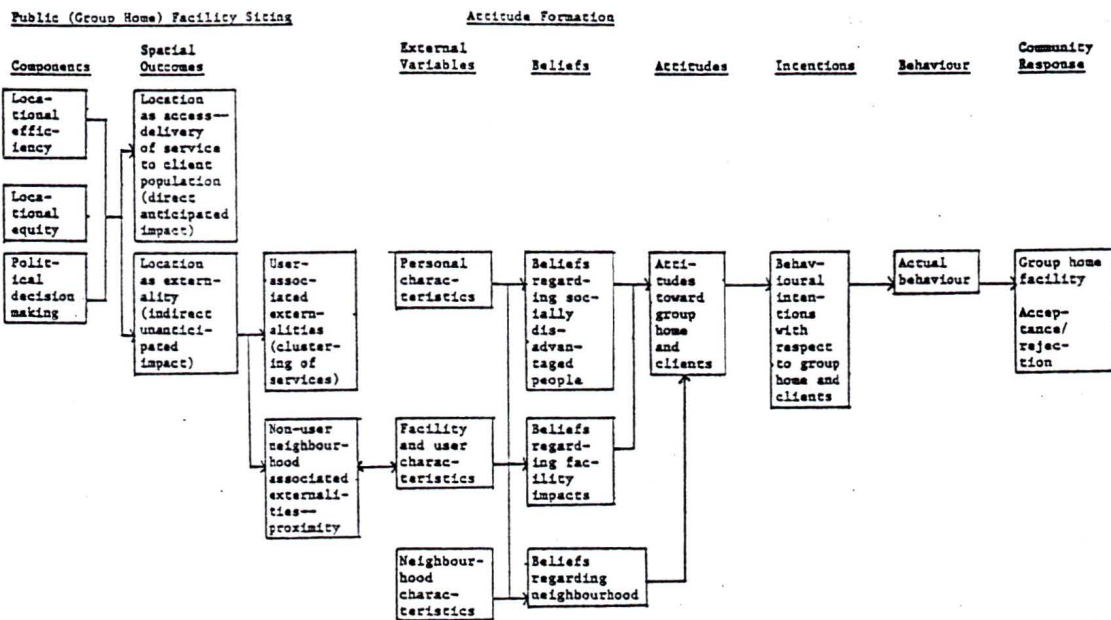 Public (Group Home) Facility Siting
Attitude Formation
Components
Spatial
Outcomes
External
Variables
Beliefs
Attitudes
Intentions
Behaviour
Community
Response
Loca-
tional
effic-
iency
Loca-
tional
equity
Polit-
ical
decision
making
Location
as access—
delivery
of service
to client
population
(direct
anticipated
impact)
Location
as extern-
ality
(indirect
unantici-
pated
impact)
User-
assoc-
iated
extern-
alities
(cluster-
ing of
services)
Non-user
neighbour-
hood
associated
externali-
ties—
proximity
Personal
charac-
teristics
Facility
and user
charac-
teristics
Neighbour-
hood
charac-
teristics
Beliefs
regard-
ing soc-
ially
dis-
advan-
taged
people
Beliefs
regard-
ing fac-
ility
impacts
Beliefs
regarding
neighbourhood
Atti-
tudes
toward
group
home
and
clients
Behav-
ioural
inten-
tions
with
respect
to group
home and
clients
Actual
behaviour
Group home
facility
Accep-
tance/
rejec-
tion